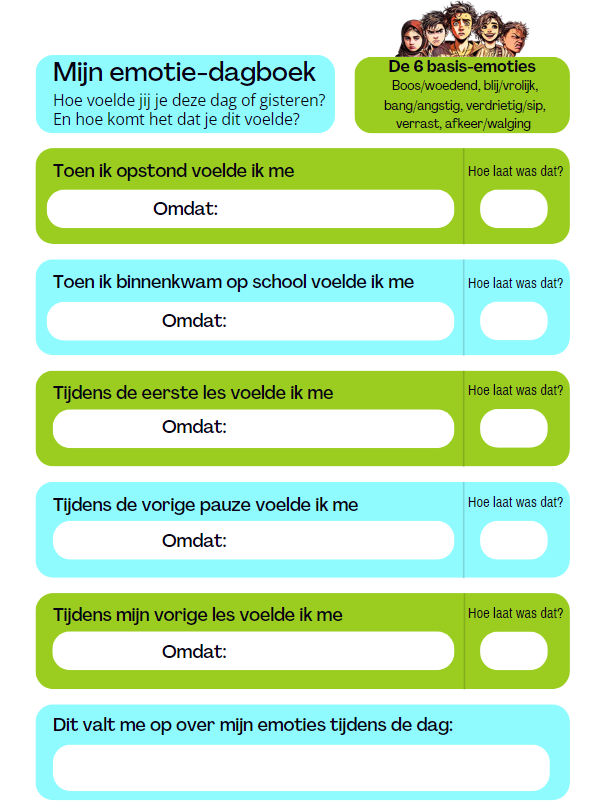 Mijn emotie-dagboek
Hoe voelde jij je deze dag of gisteren?
En hoe komt het dat je dit voelde?
De 6 basis-emoties
Boos/woedend, blij/vrolijk,
bang/angstig, verdrietig/sip,
verrast, afkeer/walging
Toen ik opstond voelde ik me
Hoe laat was dat?
Omdat:
Toen ik binnenkwam op school voelde ik me
Hoe laat was dat?
Omdat:
Tijdens de eerste les voelde ik me
Hoe laat was dat?
Omdat:
Tijdens de vorige pauze voelde ik me
Hoe laat was dat?
Omdat:
Tijdens mijn vorige les voelde ik me
Hoe laat was dat?
Omdat:
Dit valt me op over mijn emoties tijdens de dag: